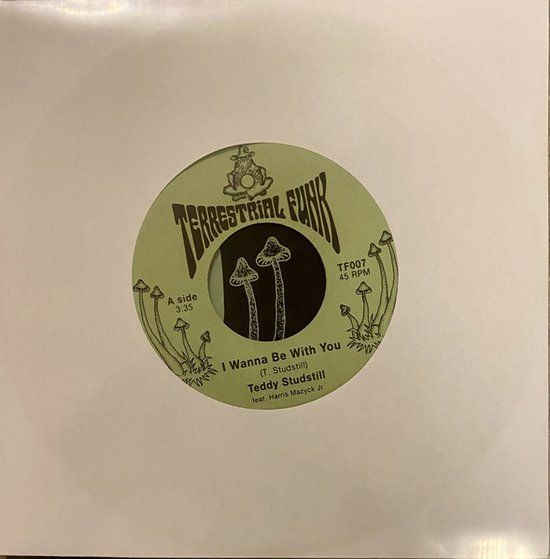 TERRESTRIAL FUNK
TF007
45 RPM
A side
3:35
I Wanna Be With You
(T. Studstill)
Teddy Studstill
feat. Harris Mazyck Jr.